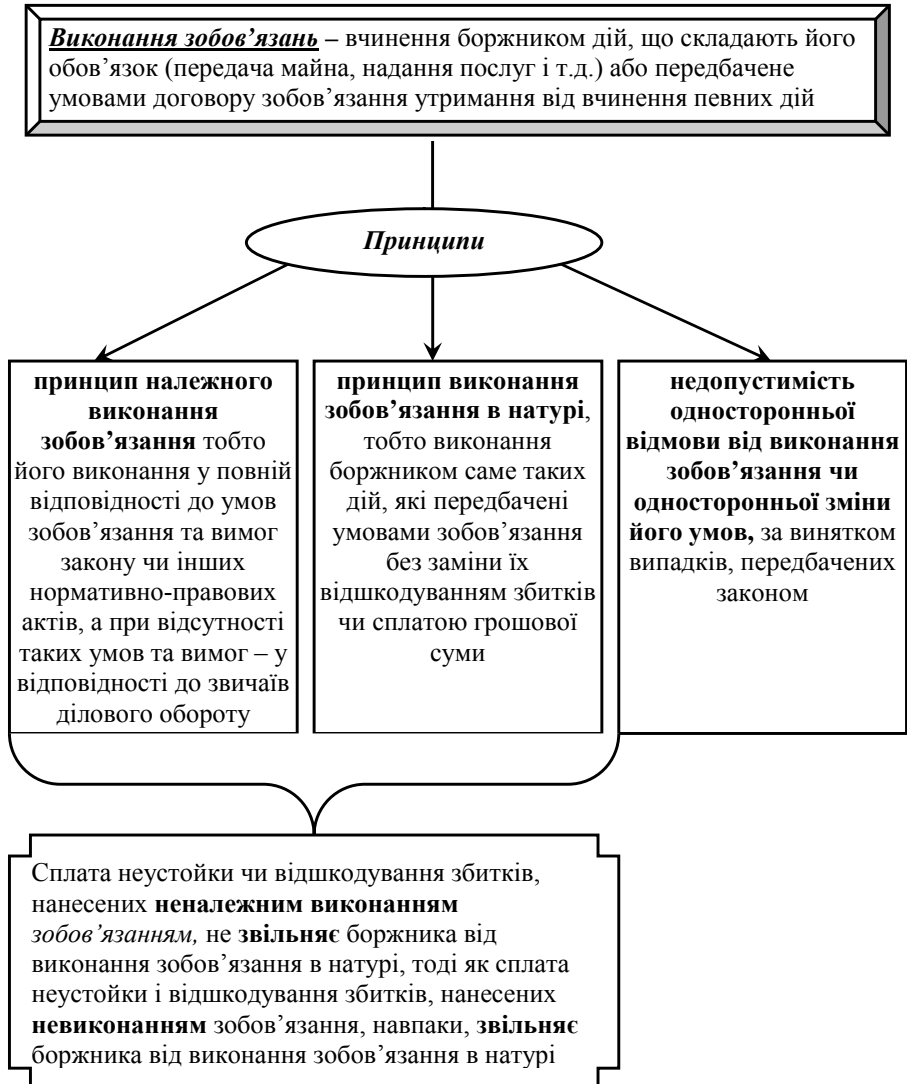 Виконання зобов’язань – вчинення боржником дій, що складають його
обов’язок (передача майна, надання послуг і т.д.) або передбачене
умовами договору зобов’язання утримання від вчинення певних дій
Принципи
принцип належного
виконання
зобов’язання тобто
його виконання у повній
відповідності до умов
зобов’язання та вимог
закону чи інших
нормативно-правових
актів, а при відсутності
таких умов та вимог – у
відповідності до звичаїв
ділового обороту
принцип виконання
зобов’язання в натурі,
тобто виконання
боржником саме таких
дій, які передбачені
умовами зобов’язання
без заміни їх
відшкодуванням збитків
чи сплатою грошової
суми
недопустимість
односторонньої
відмови від виконання
зобов’язання чи
односторонньої зміни
його умов, за винятком
випадків, передбачених
законом
Сплата неустойки чи відшкодування збитків,
нанесених неналежним виконанням
зобов’язанням, не звільняє боржника від
виконання зобов’язання в натурі, тоді як сплата
неустойки і відшкодування збитків, нанесених
невиконанням зобов’язання, навпаки, звільняє
боржника від виконання зобов’язання в натурі